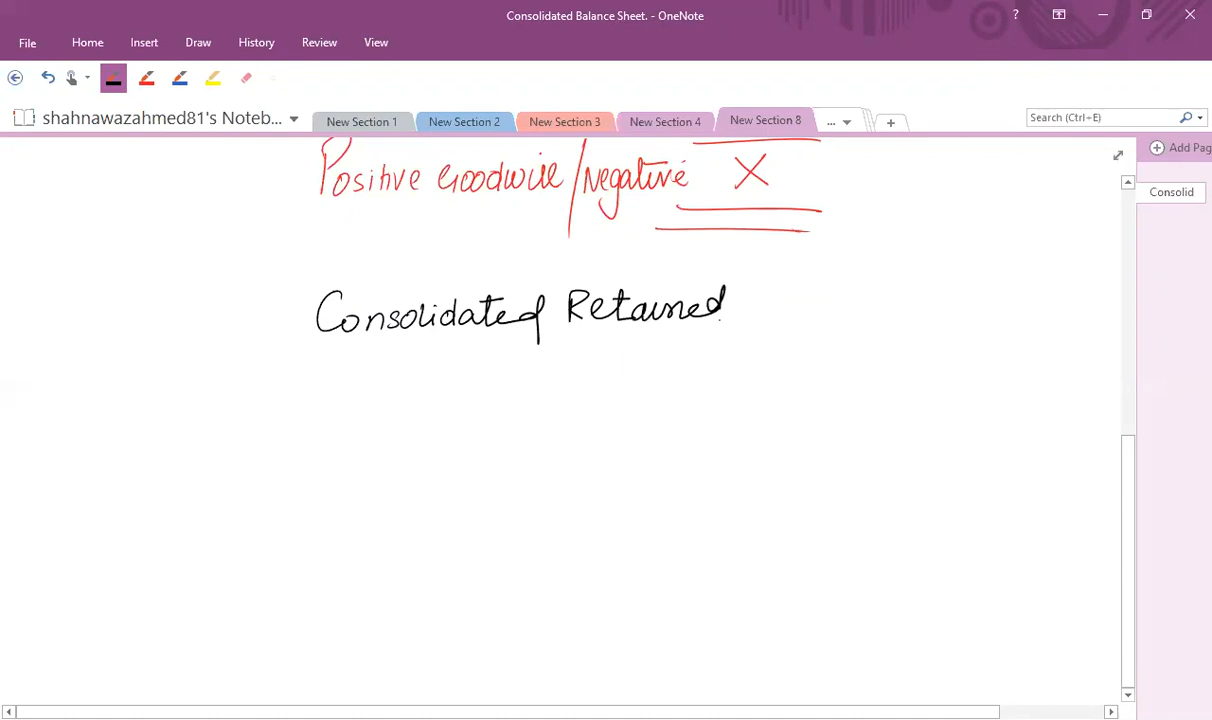 Consolidated Balance Sheet. - OneNote
?
File Home Insert Draw History Review View
shahnawazahmed81's Noteb... New Section 1 New Section 2 New Section 3 New Section 4 New Section 8 ... + Search (Ctrl+E)
Add Pag
Consolid
Positive Goodwill/Negative X
Consolidated Retained